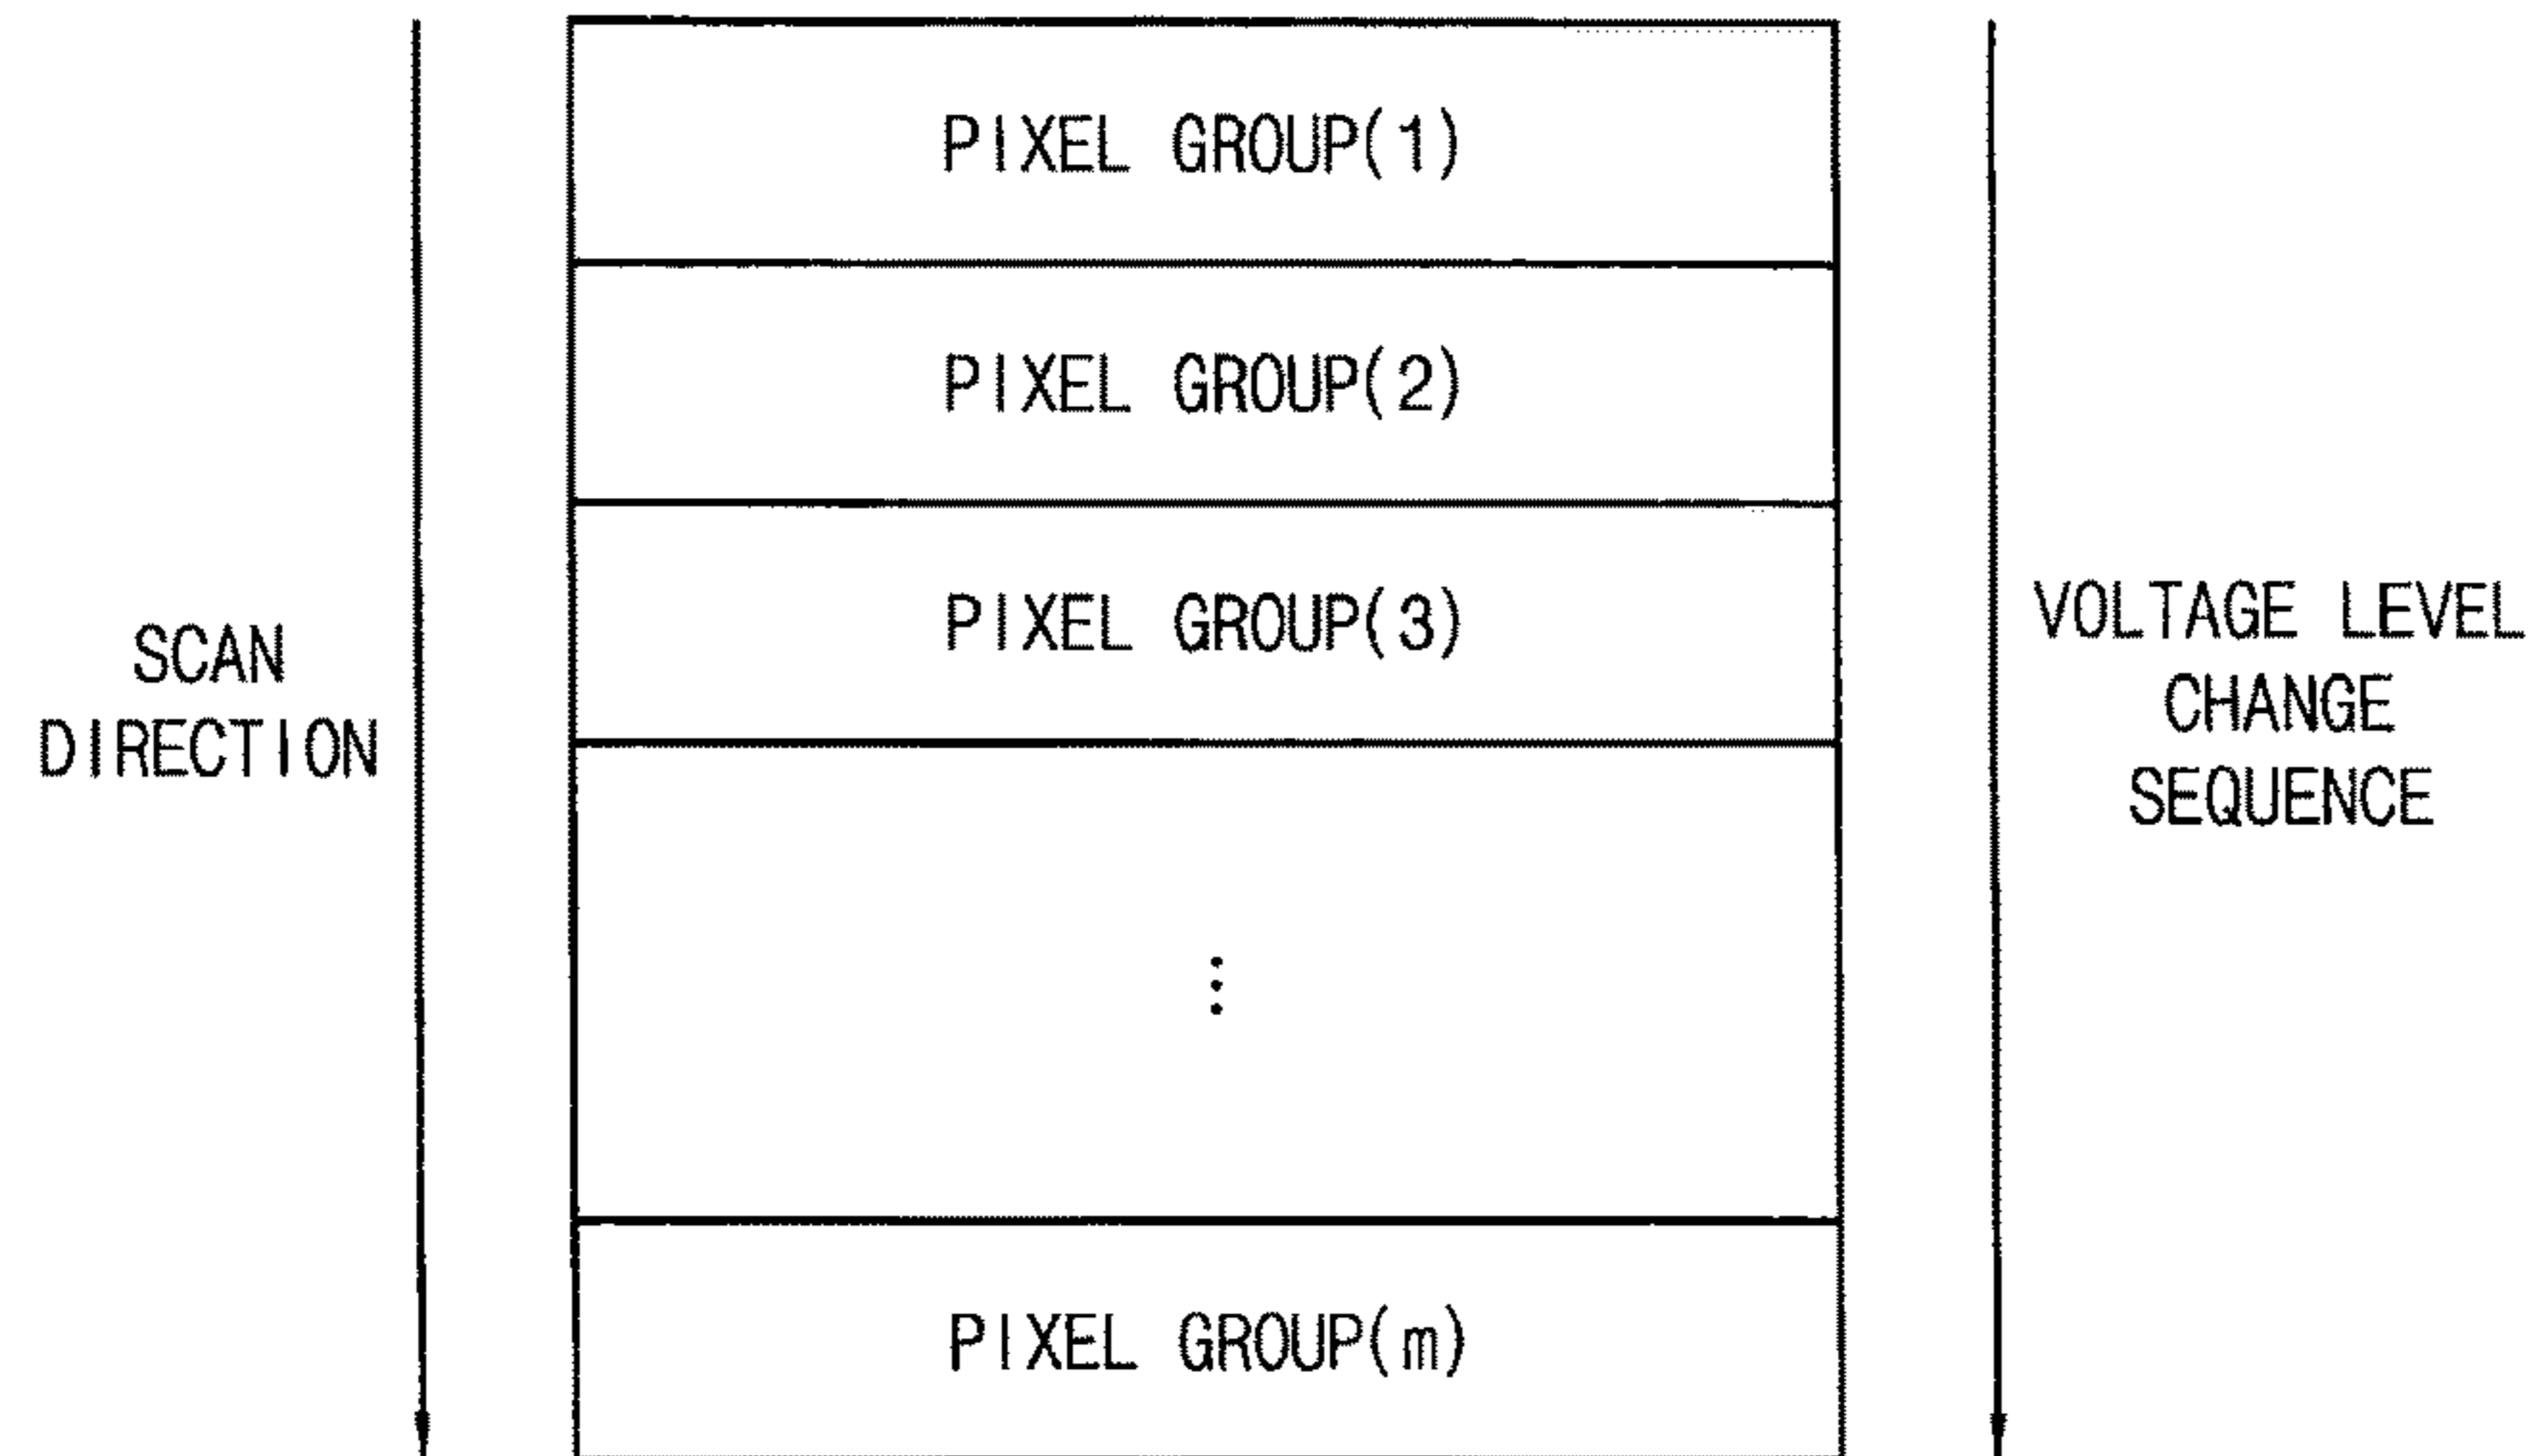 PIXEL GROUP(1)
PIXEL GROUP(2)
PIXEL GROUP(3)
SCAN
DIRECTION
VOLTAGE LEVEL
CHANGE
SEQUENCE
PIXEL GROUP(m)